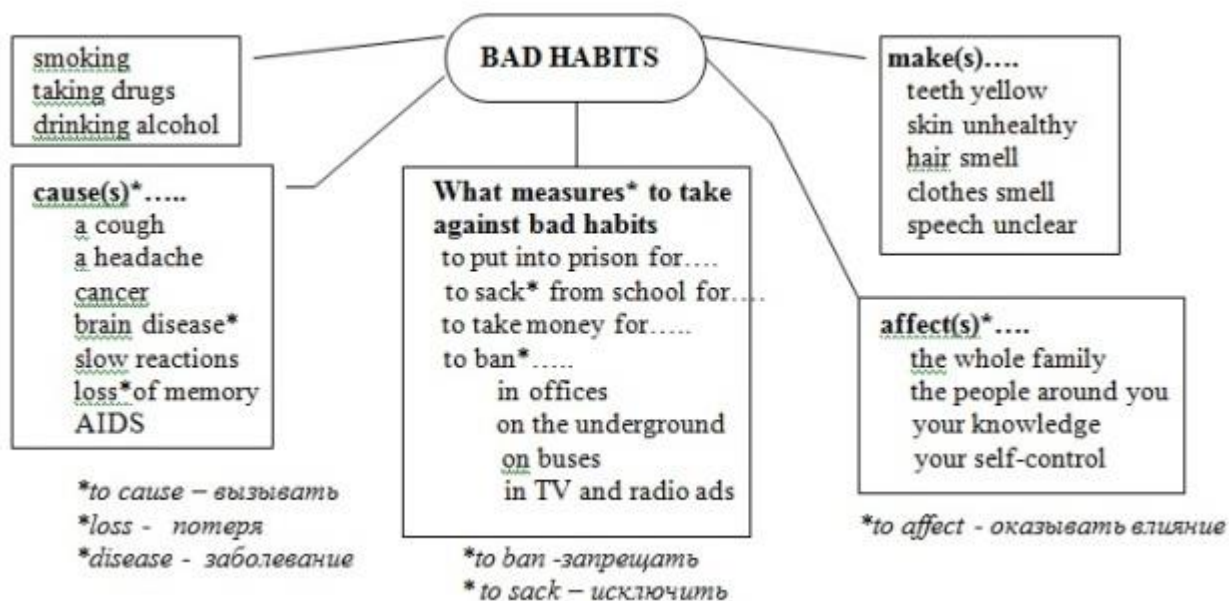 BAD HABITS
smoking
taking drugs
drinking alcohol
cause(s)*…..
a cough
a headache
cancer
brain disease*
slow reactions
loss*of memory
AIDS
*to cause – вызывать
*loss - потеря
*disease - заболевание
What measures* to take
against bad habits
to put into prison for….
to sack* from school for….
to take money for…..
to ban*…..
in offices
on the underground
on buses
in TV and radio ads
*to ban -запрещать
* to sack – исключить
make(s)….
teeth yellow
skin unhealthy
hair smell
clothes smell
speech unclear
affect(s)*….
the whole family
the people around you
your knowledge
your self-control
*to affect - оказывать влияние